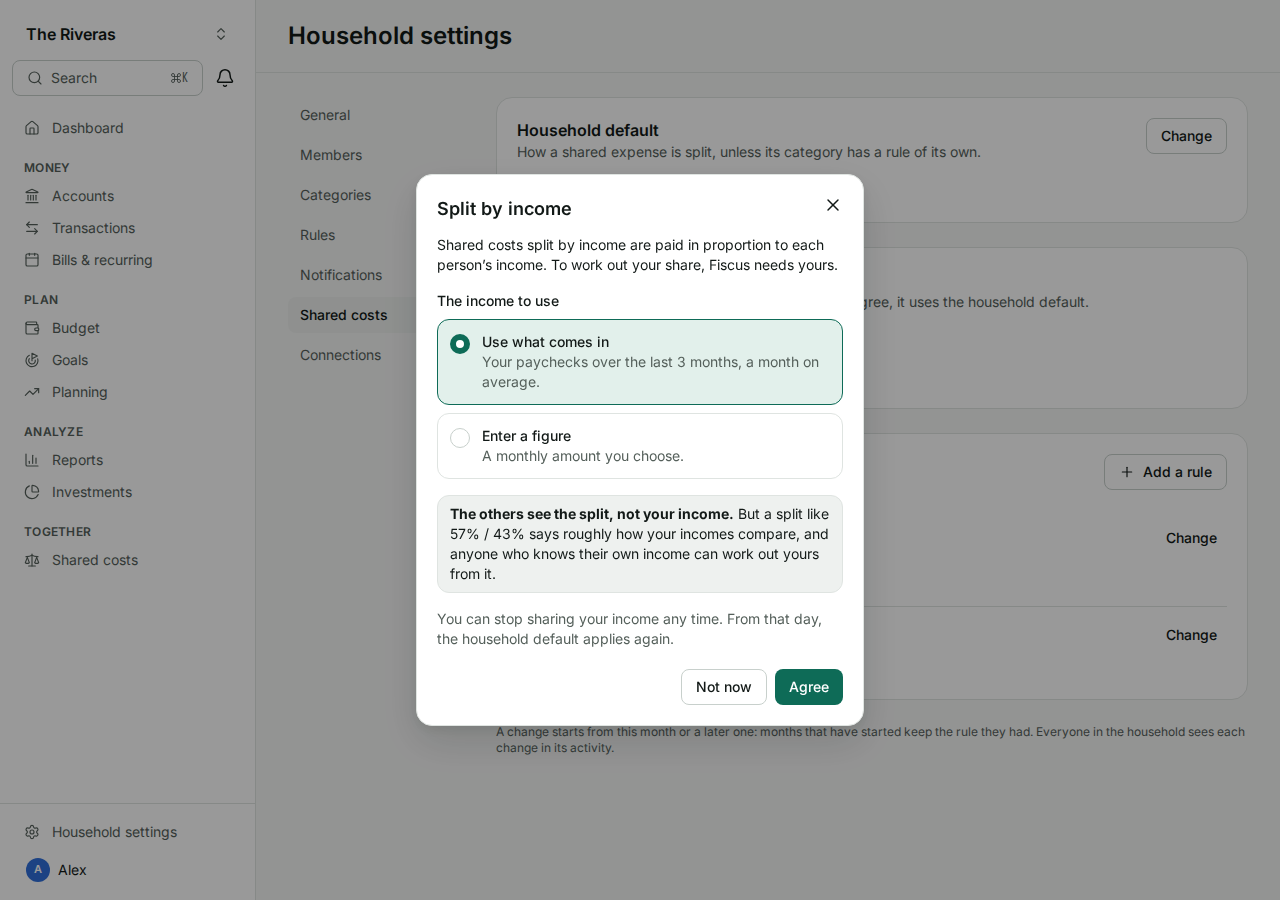 The Riveras
Search
⌘K
Dashboard
MONEY
Accounts
Transactions
Bills & recurring
PLAN
Budget
Goals
Planning
ANALYZE
Reports
Investments
TOGETHER
Shared costs
Household settings
A
Alex
Household settings
General
Members
Categories
Rules
Notifications
Shared costs
Connections
Household default
How a shared expense is split, unless its category has a rule of its own.
Change
Split by income
Shared costs split by income are paid in proportion to each
person's income. To work out your share, Fiscus needs yours.
The income to use
Use what comes in
Your paychecks over the last 3 months, a month on
average.
Enter a figure
A monthly amount you choose.
The others see the split, not your income. But a split like
57% / 43% says roughly how your incomes compare, and
anyone who knows their own income can work out yours
from it.
You can stop sharing your income any time. From that day,
the household default applies again.
Not now
Agree
it uses the household default.
Add a rule
Change
Change
A change starts from this month or a later one: months that have started keep the rule they had. Everyone in the household sees each
change in its activity.